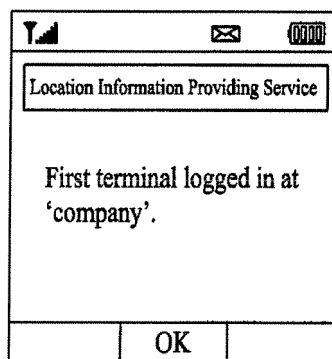 Location Information Providing Service
First terminal logged in at
‘company’.
OK